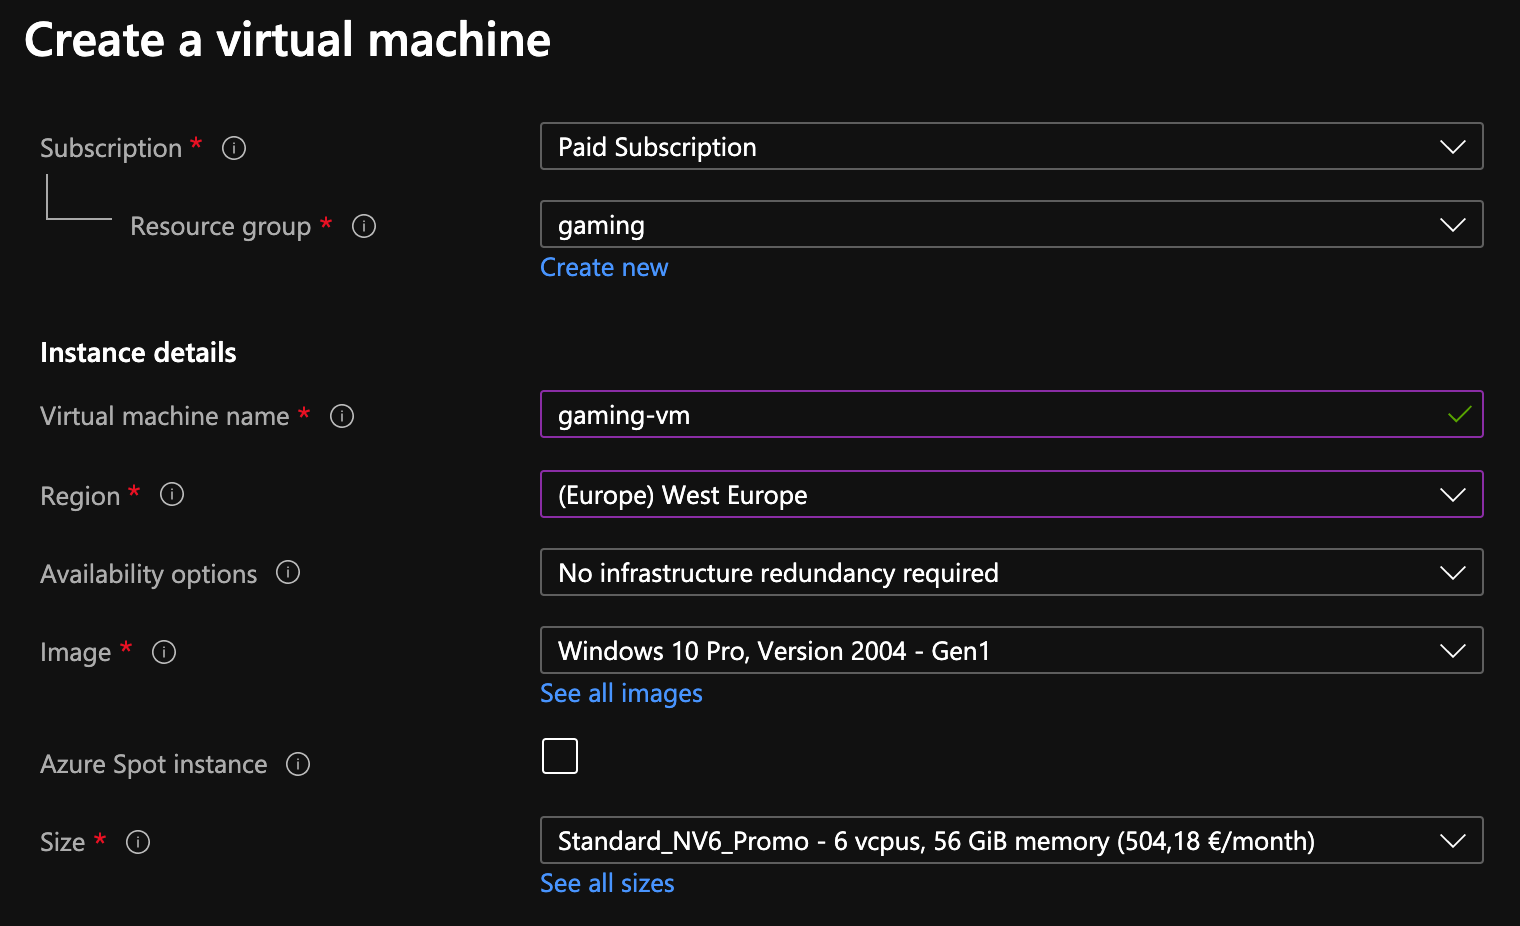 Create a virtual machine
Subscription * Paid Subscription
Resource group * gaming
Create new
Instance details
Virtual machine name * gaming-vm
Region * (Europe) West Europe
Availability options No infrastructure redundancy required
Image * Windows 10 Pro, Version 2004 - Gen1
See all images
Azure Spot instance
Size * Standard_NV6_Promo - 6 vcpus, 56 GiB memory (504,18 €/month)
See all sizes